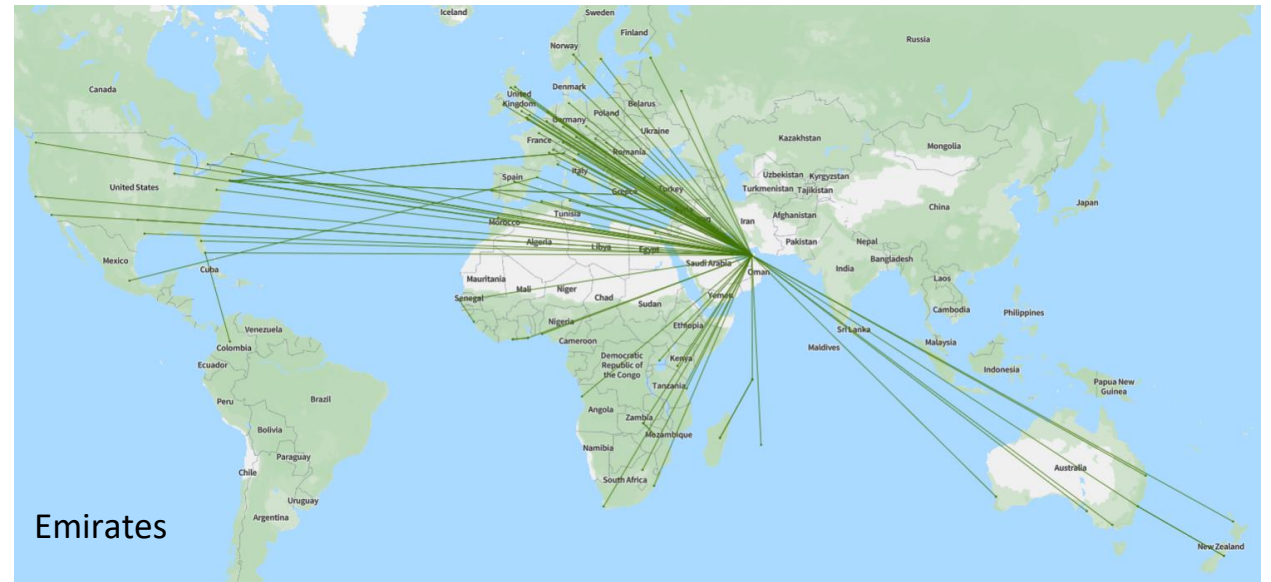 Iceland
Sweden
Finland
Norway
Russia
Canada
Denmark
United
Kingdom
Belarus
Poland
Germany
Ukraine
France
Kazakhstan
Mongolia
Romania
Italy
Spain
Uzbekistan
Kyrgyzstan
United States
Greece
Turkey
Turkmenistan
Tajikistan
Japan
China
Tunisia
Afghanistan
Morocco
Iran
Algeria
Libya
Egypt
Pakistan
Nepal
Mexico
Bangladesh
Saudi Arabia
Cuba
Oman
India
Mauritania
Laos
Mali
Niger
Yemen
Senegal
Chad
Sudan
Cambodia
Philippines
Nigeria
Ethiopia
Venezuela
Sri Lanka
Cameroon
Malaysia
Colombia
Maldives
Democratic
Republic of
the Congo
Kenya
Ecuador
Indonesia
Tanzania
Papua New
Guinea
Peru
Brazil
Angola
Zambia
Bolivia
Mozambique
Namibia
Paraguay
Australia
Chile
South Africa
Uruguay
Argentina
Emirates
New Zealand